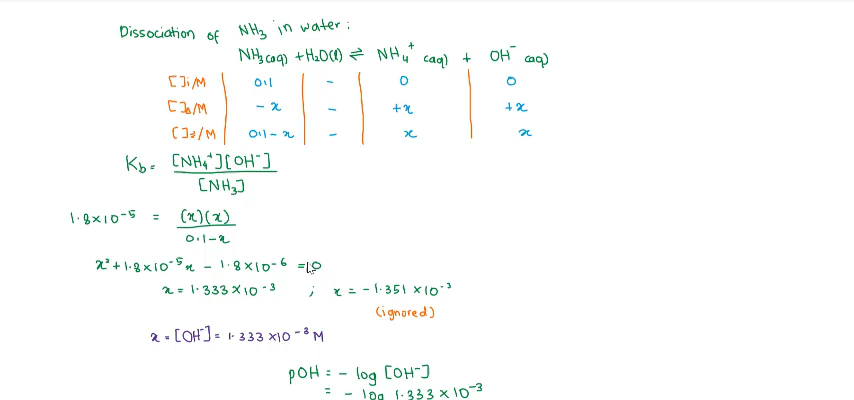 Dissociation of NH₃ in water:
NH₃(aq) + H₂O(l) ⇌ NH₄⁺ (aq) + OH⁻ (aq)
[ ]i/M 0.1 - 0 0
[ ]Δ/M - x - +x +x
[ ]f/M 0.1 - x - x x
Kb = [NH₄⁺][OH⁻]
[NH₃]
1.8×10⁻⁵ = (x)(x)
0.1-x
x² + 1.8×10⁻⁵x - 1.8×10⁻⁶ = 0
x = 1.333×10⁻³ ; x = -1.351×10⁻³
(ignored)
x = [OH⁻] = 1.333×10⁻³ M
pOH = - log [OH⁻]
= - log 1.333×10⁻³